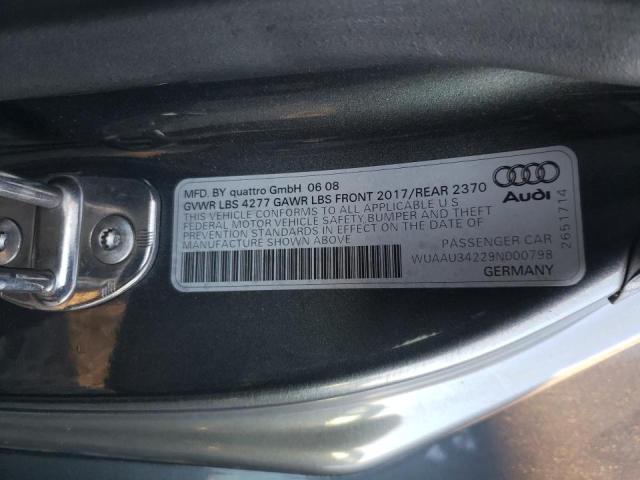 MFD. BY quattro GmbH 06 08
GVWR LBS 4277 GAWR LBS FRONT 2017/REAR 2370
THIS VEHICLE CONFORMS TO ALL APPLICABLE U S
FEDERAL MOTOR VEHICLE SAFETY, BUMPER AND THEFT
PREVENTION STANDARDS IN EFFECT ON THE DATE OF
MANUFACTURE SHOWN ABOVE
PASSENGER CAR
WUAAU34229N000798
GERMANY
Audi
2651714